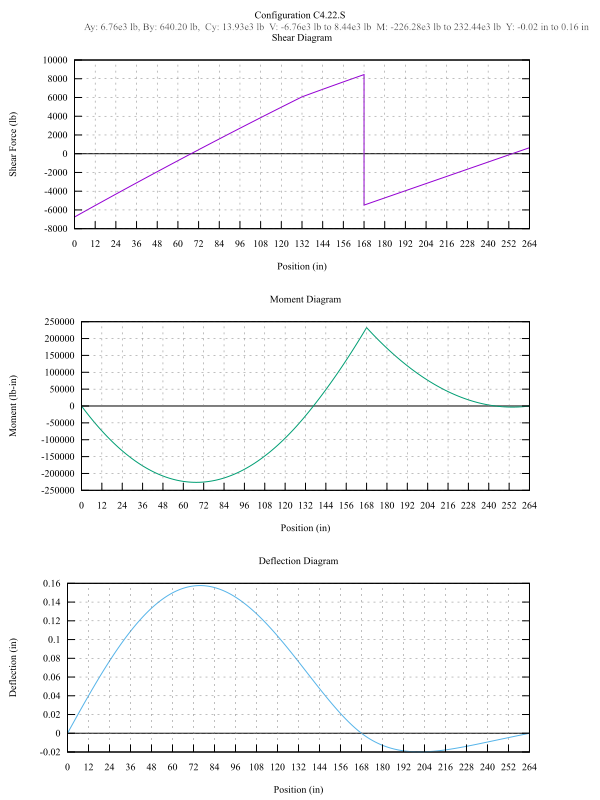 Configuration C4.22.S
Ay: 6.76e3 lb, By: 640.20 lb, Cy: 13.93e3 lb V: -6.76e3 lb to 8.44e3 lb M: -226.28e3 lb to 232.44e3 lb Y: -0.02 in to 0.16 in
Shear Diagram
10000
8000
6000
4000
2000
0
-2000
-4000
-6000
-8000
Shear Force (lb)
0 12 24 36 48 60 72 84 96 108 120 132 144 156 168 180 192 204 216 228 240 252 264
Position (in)
Moment Diagram
250000
200000
150000
100000
50000
0
-50000
-100000
-150000
-200000
-250000
Moment (lb-in)
0 12 24 36 48 60 72 84 96 108 120 132 144 156 168 180 192 204 216 228 240 252 264
Position (in)
Deflection Diagram
0.16
0.14
0.12
0.1
0.08
0.06
0.04
0.02
0
-0.02
Deflection (in)
0 12 24 36 48 60 72 84 96 108 120 132 144 156 168 180 192 204 216 228 240 252 264
Position (in)